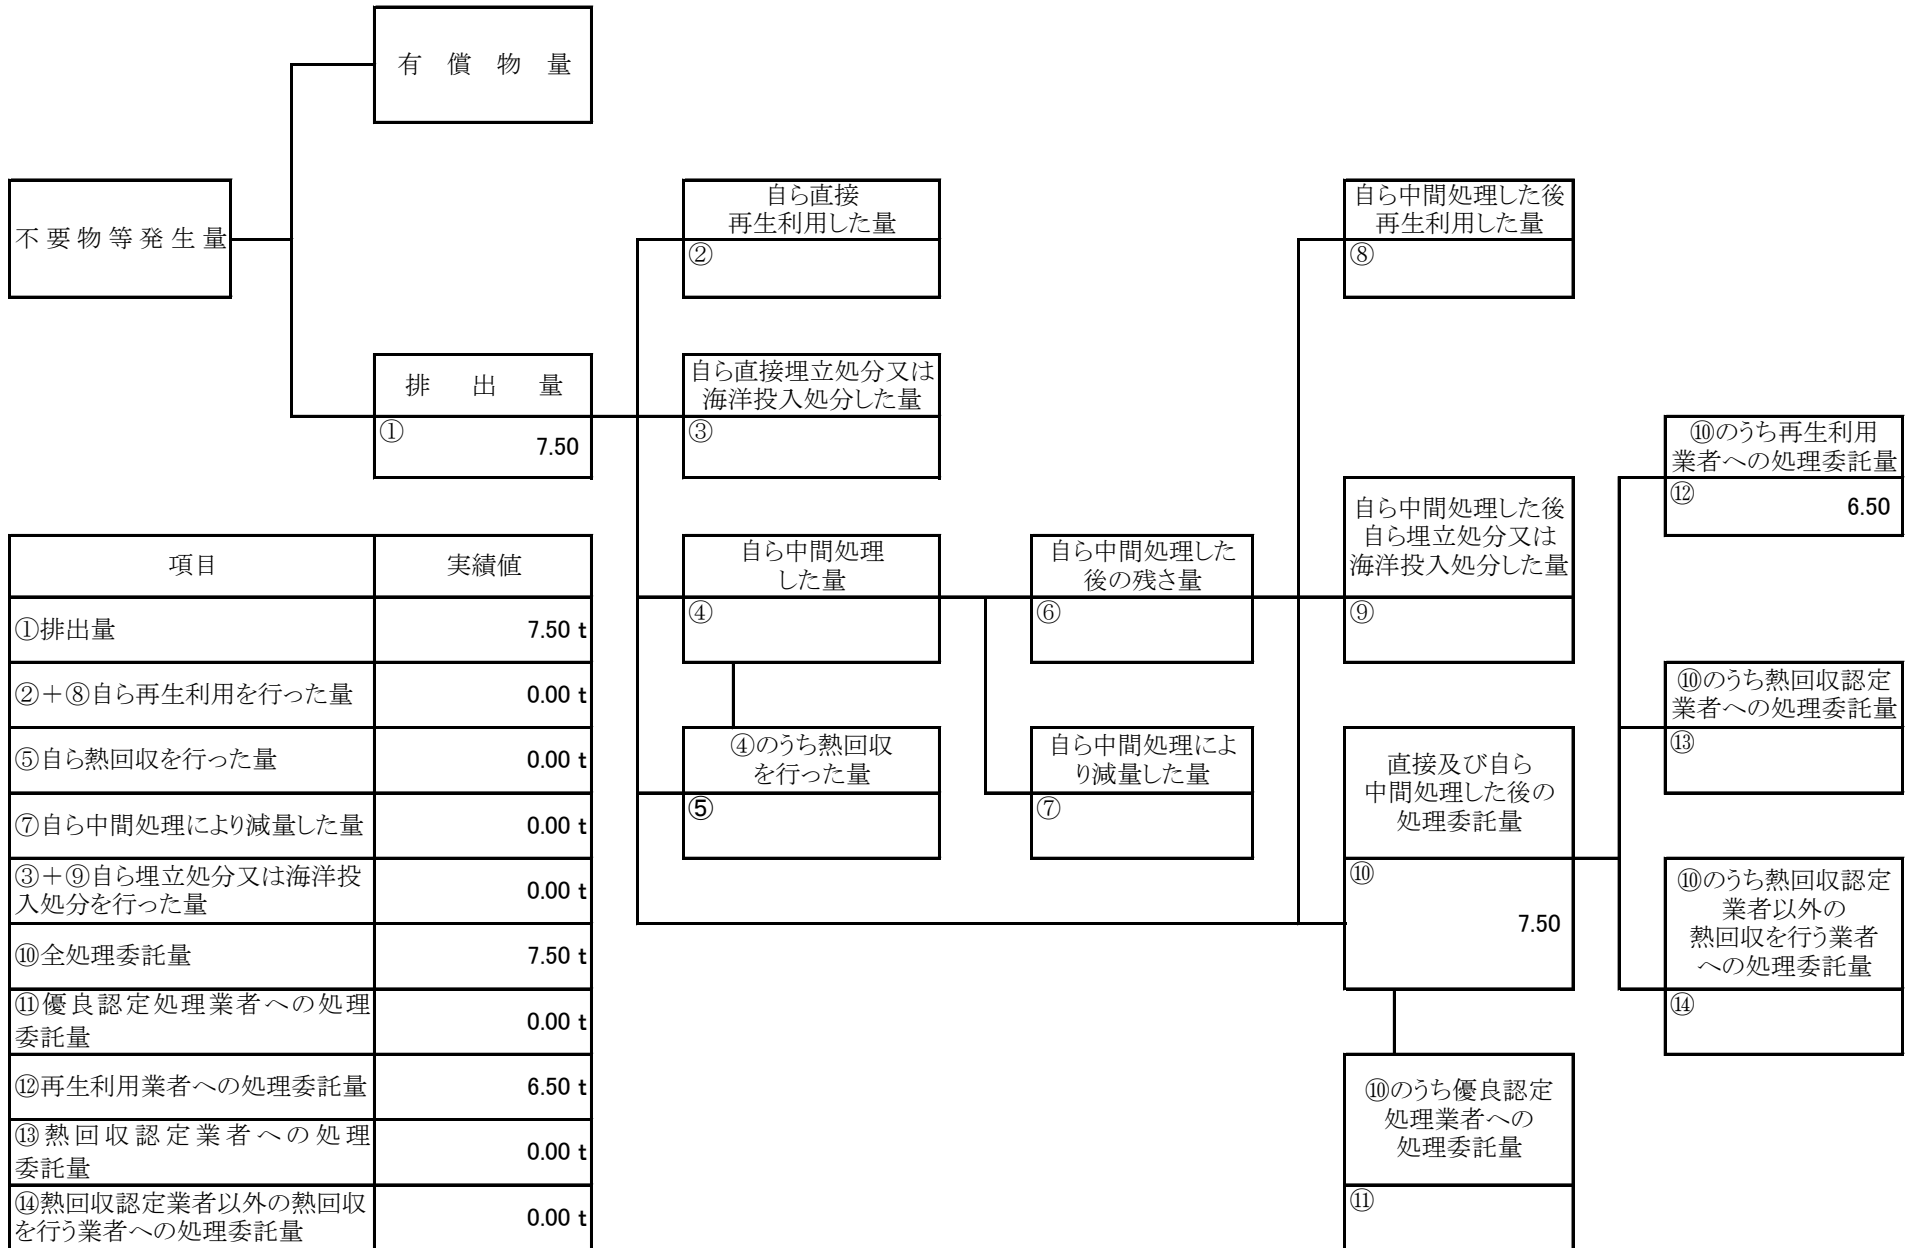 有償物量
不要物等発生量
排出量
①
7.50
自ら直接
再生利用した量
②
自ら直接埋立処分又は
海洋投入処分した量
③
自ら中間処理
した量
④
④のうち熱回収
を行った量
⑤
自ら中間処理した
後の残さ量
⑥
自ら中間処理によ
り減量した量
⑦
自ら中間処理した後
再生利用した量
⑧
自ら中間処理した後
自ら埋立処分又は
海洋投入処分した量
⑨
直接及び自ら
中間処理した後の
処理委託量
⑩
7.50
⑩のうち優良認定
処理業者への
処理委託量
⑪
⑩のうち再生利用
業者への処理委託量
⑫
6.50
⑩のうち熱回収認定
業者への処理委託量
⑬
⑩のうち熱回収認定
業者以外の
熱回収を行う業者
への処理委託量
⑭
項目 実績値
①排出量 7.50 t
②+⑧自ら再生利用を行った量 0.00 t
⑤自ら熱回収を行った量 0.00 t
⑦自ら中間処理により減量した量 0.00 t
③+⑨自ら埋立処分又は海洋投
入処分を行った量 0.00 t
⑩全処理委託量 7.50 t
⑪優良認定処理業者への処理
委託量 0.00 t
⑫再生利用業者への処理委託量 6.50 t
⑬熱回収認定業者への処理
委託量 0.00 t
⑭熱回収認定業者以外の熱回収
を行う業者への処理委託量 0.00 t